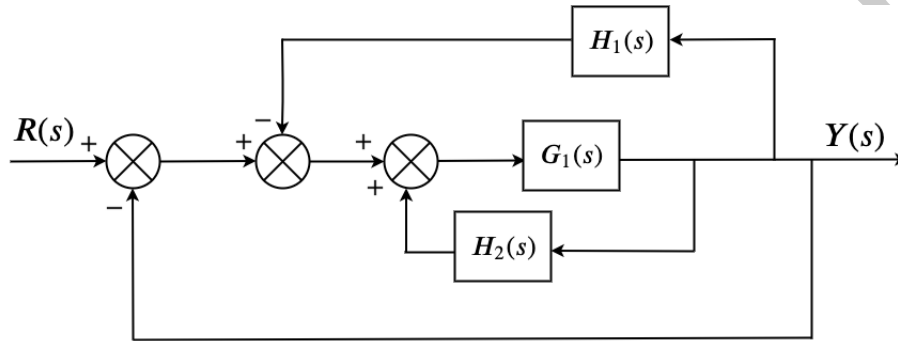 H₁(s)
−
R(s) + + + G₁(s) Y(s)
+
− H₂(s)